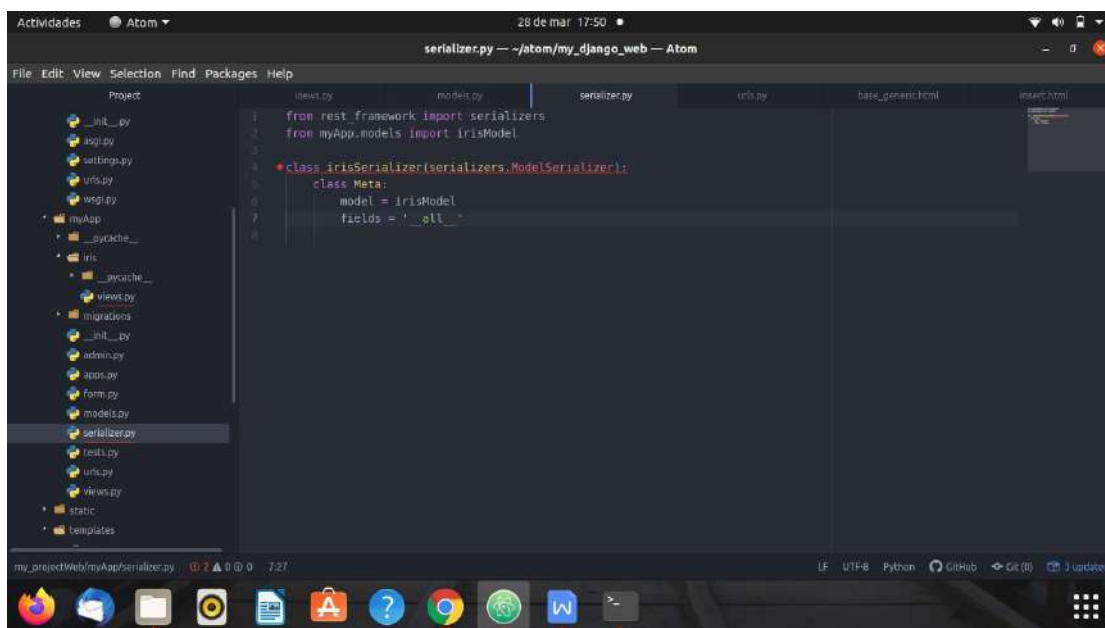 Actividades Atom 28 de mar 17:50
serializer.py — ~/atom/my_django_web — Atom
File Edit View Selection Find Packages Help
Project views.py models.py serializer.py urls.py base_generic.html insert.html
__init__.py
asgi.py
settings.py
urls.py
wsgi.py
myApp
__pycache__
iris
__pycache__
views.py
migrations
__init__.py
admin.py
apps.py
form.py
models.py
serializer.py
tests.py
urls.py
views.py
static
templates
1 from rest_framework import serializers
2 from myApp.models import irisModel
3
4 class irisSerializer(serializers.ModelSerializer):
5 class Meta:
6 model = irisModel
7 fields = '__all__'
8
my_projectWeb/myApp/serializer.py 2 0 0 7:27 LF UTF-8 Python GitHub Git (0) 3 updates